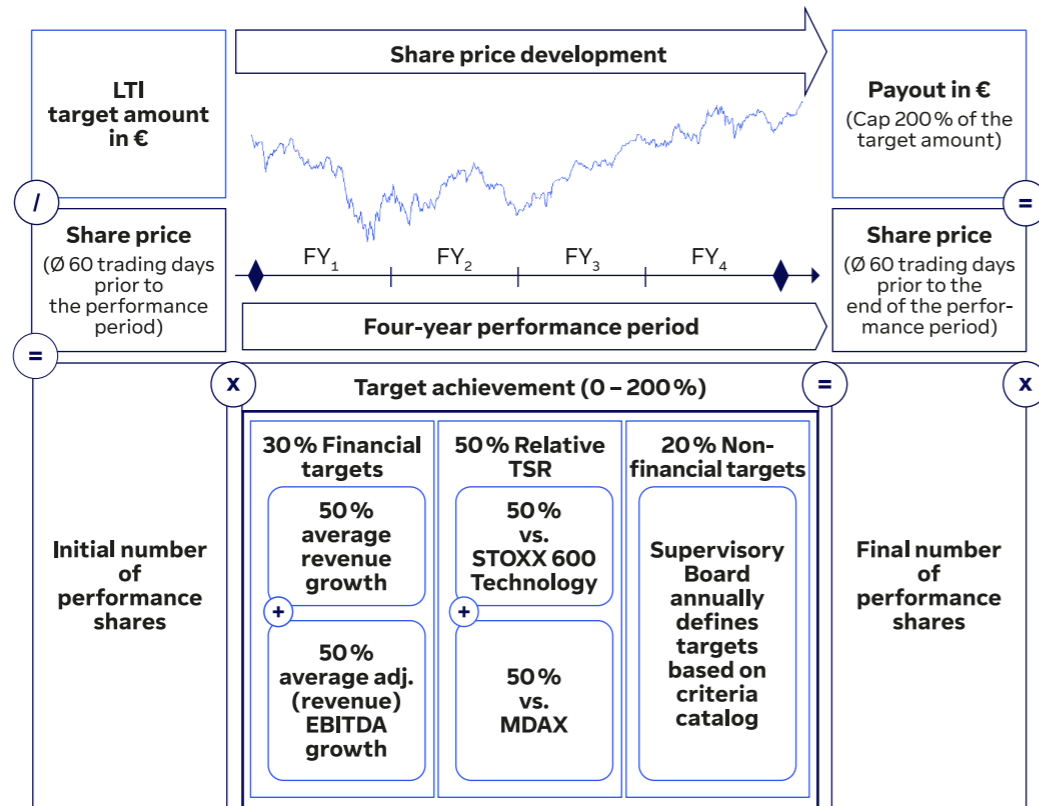 Share price development
LTI
target amount
in €
Payout in €
(Cap 200 % of the
target amount)
/
=
Share price
(Ø 60 trading days
prior to
the performance
period)
FY1
FY2
FY3
FY4
Four-year performance period
Share price
(Ø 60 trading days
prior to the
end of the perfor-
mance period)
=
x
Target achievement (0 – 200 %)
=
x
Initial number
of
performance
shares
30 % Financial
targets
50 %
average
revenue
growth
+
50 %
average adj.
(revenue)
EBITDA
growth
50 % Relative
TSR
50 %
vs.
STOXX 600
Technology
+
50 %
vs.
MDAX
20 % Non-
financial targets
Supervisory
Board
annually
defines
targets
based on
criteria
catalog
Final number
of
performance
shares